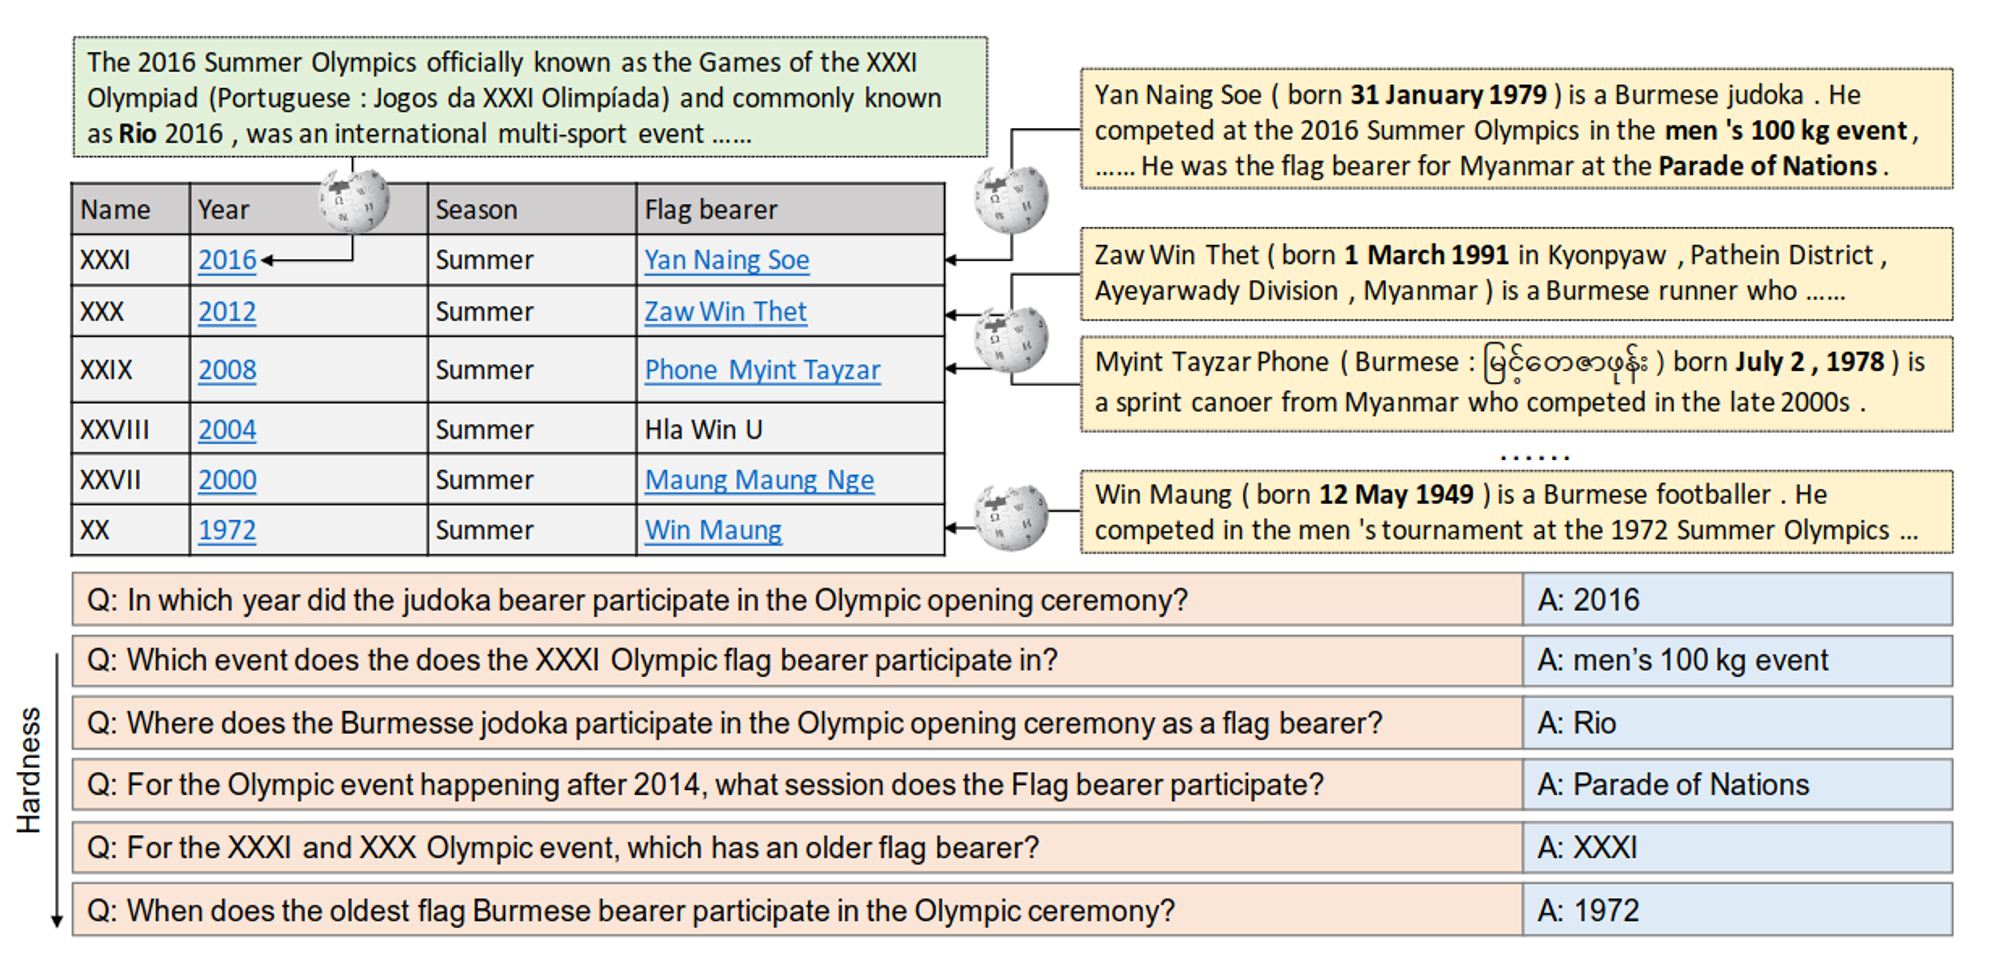 The 2016 Summer Olympics officially known as the Games of the XXXI
Olympiad (Portuguese : Jogos da XXXI Olimpíada) and commonly known
as Rio 2016 , was an international multi-sport event ......
Yan Naing Soe ( born 31 January 1979 ) is a Burmese judoka . He
competed at the 2016 Summer Olympics in the men 's 100 kg event ,
...... He was the flag bearer for Myanmar at the Parade of Nations .
Zaw Win Thet ( born 1 March 1991 in Kyonpyaw , Pathein District ,
Ayeyarwady Division , Myanmar ) is a Burmese runner who ......
Myint Tayzar Phone ( Burmese : မြင့်တေဇာဖုန်း ) born July 2 , 1978 ) is
a sprint canoer from Myanmar who competed in the late 2000s .
......
Win Maung ( born 12 May 1949 ) is a Burmese footballer . He
competed in the men 's tournament at the 1972 Summer Olympics ...
Name Year Season Flag bearer
XXXI 2016 Summer Yan Naing Soe
XXX 2012 Summer Zaw Win Thet
XXIX 2008 Summer Phone Myint Tayzar
XXVIII 2004 Summer Hla Win U
XXVII 2000 Summer Maung Maung Nge
XX 1972 Summer Win Maung
Hardness
Q: In which year did the judoka bearer participate in the Olympic opening ceremony? A: 2016
Q: Which event does the does the XXXI Olympic flag bearer participate in? A: men's 100 kg event
Q: Where does the Burmesse jodoka participate in the Olympic opening ceremony as a flag bearer? A: Rio
Q: For the Olympic event happening after 2014, what session does the Flag bearer participate? A: Parade of Nations
Q: For the XXXI and XXX Olympic event, which has an older flag bearer? A: XXXI
Q: When does the oldest flag Burmese bearer participate in the Olympic ceremony? A: 1972